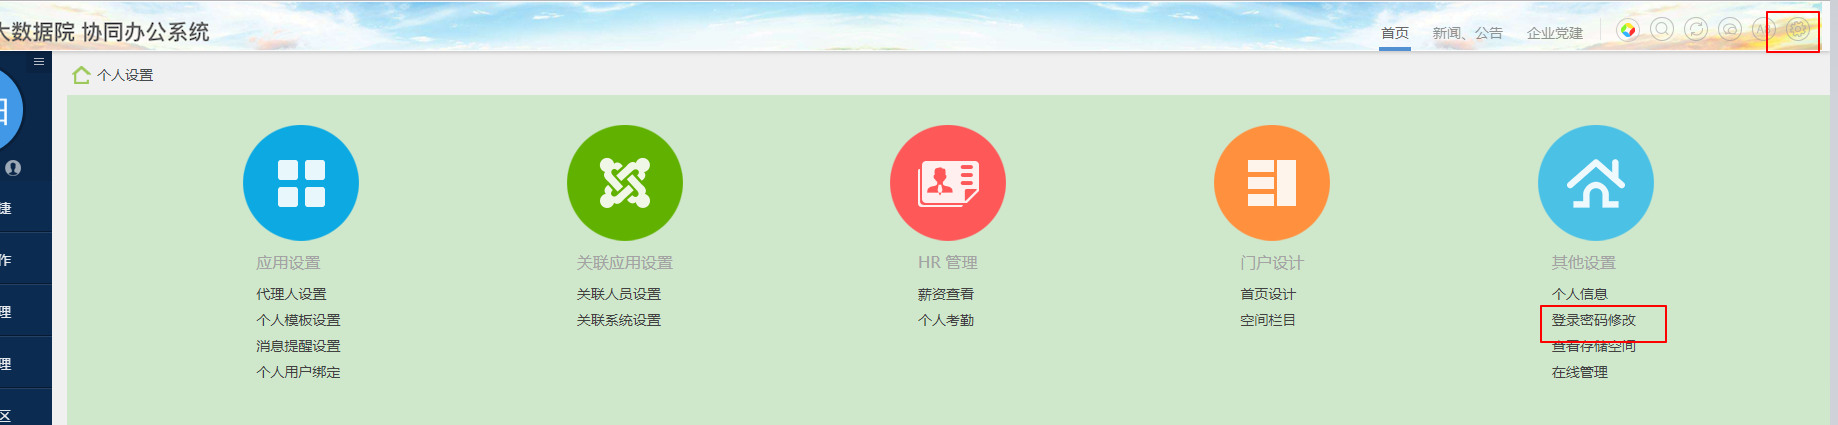 大数据院 协同办公系统
首页 新闻、公告 企业党建
个人设置
应用设置 关联应用设置 HR 管理 门户设计 其他设置
代理人设置 关联人员设置 薪资查看 首页设计 个人信息
个人模板设置 关联系统设置 个人考勤 空间栏目 登录密码修改
消息提醒设置 查看存储空间
个人用户绑定 在线管理
捷
作
理
理
区